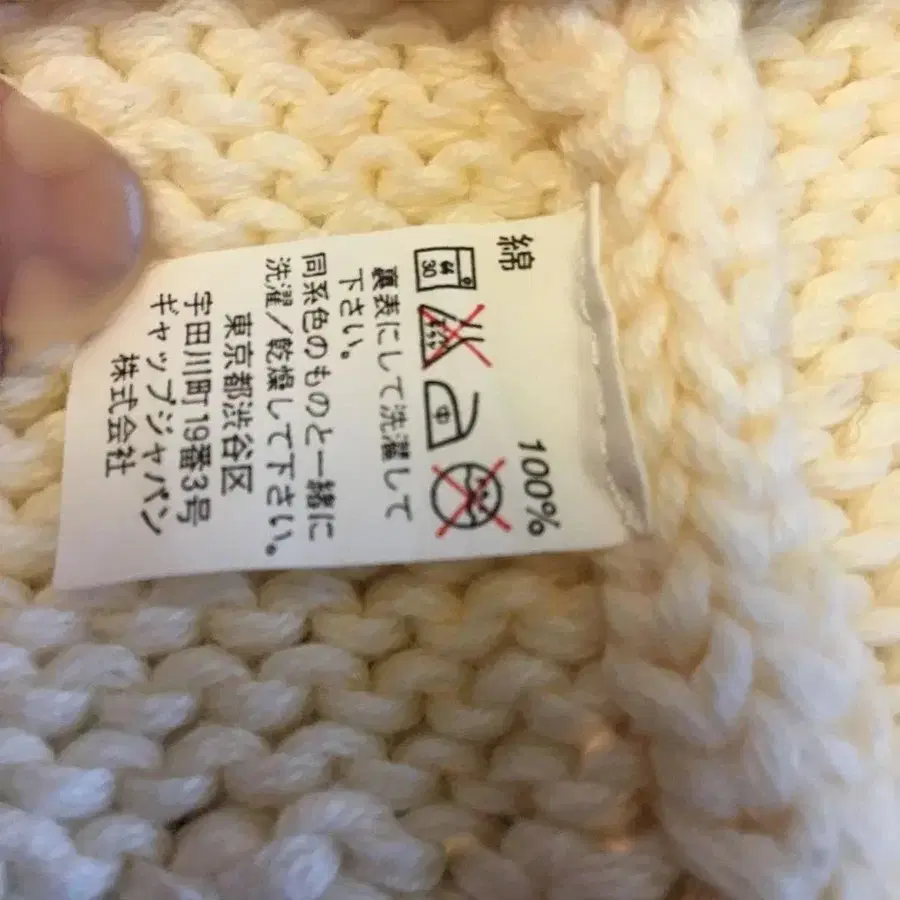 綿 100%
30
中
裏表にして洗濯して
下さい。
同系色のものと一緒に
洗濯/乾燥して下さい。
東京都渋谷区
宇田川町19番3号
ギャップジャパン
株式会社